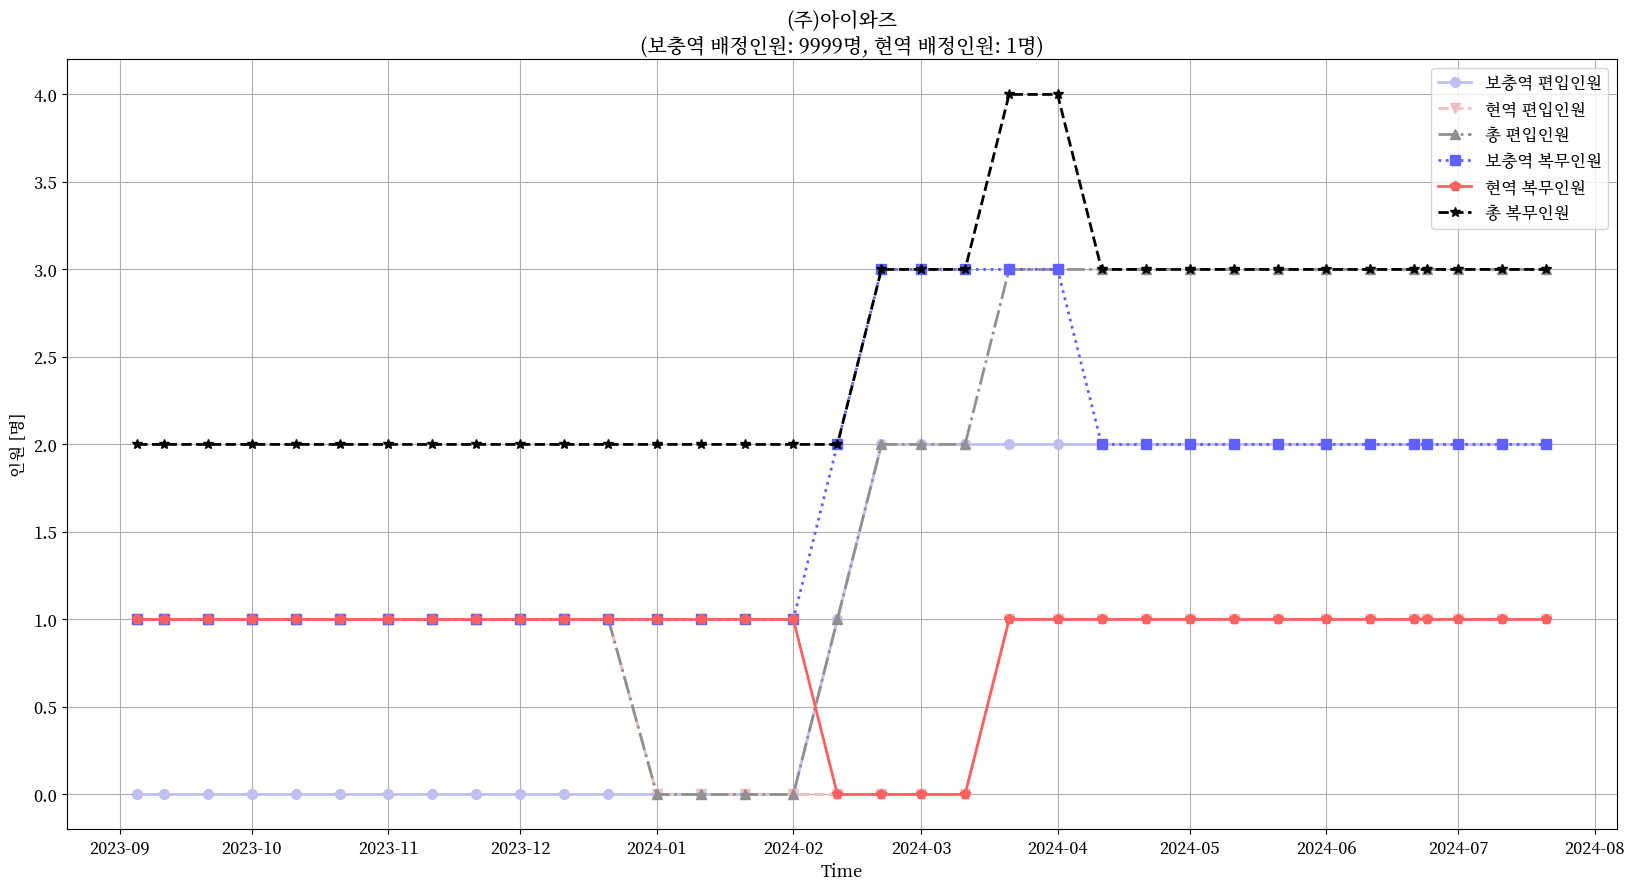 (주)아이와즈
(보충역 배정인원: 9999명, 현역 배정인원: 1명)
보충역 편입인원
현역 편입인원
총 편입인원
보충역 복무인원
현역 복무인원
총 복무인원
인원 [명]
4.0
3.5
3.0
2.5
2.0
1.5
1.0
0.5
0.0
2023-09 2023-10 2023-11 2023-12 2024-01 2024-02 2024-03 2024-04 2024-05 2024-06 2024-07 2024-08
Time